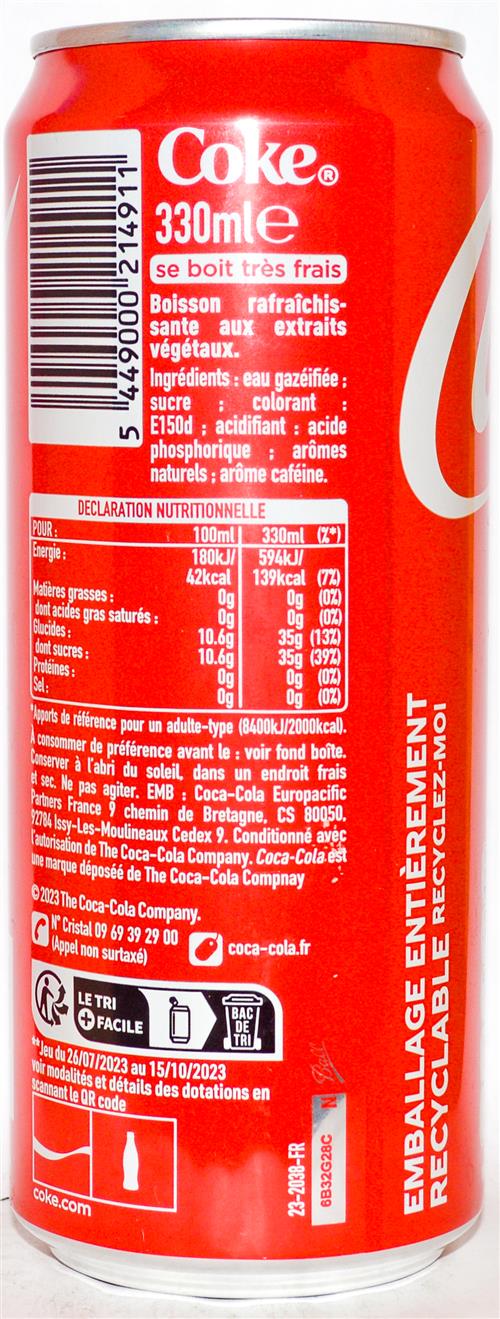 5 449000 214911
Coke®
330ml e
se boit très frais
Boisson rafraîchis-
sante aux extraits
végétaux.
Ingrédients : eau gazéifiée ;
sucre ; colorant :
E150d ; acidifiant : acide
phosphorique ; arômes
naturels ; arôme caféine.
DECLARATION NUTRITIONNELLE
POUR : 100ml 330ml (%*)
Energie : 180kJ/ 594kJ/
42kcal 139kcal (7%)
Matières grasses : 0g 0g (0%)
dont acides gras saturés : 0g 0g (0%)
Glucides : 10.6g 35g (13%)
dont sucres : 10.6g 35g (39%)
Protéines : 0g 0g (0%)
Sel : 0g 0g (0%)
*Apports de référence pour un adulte-type (8400kJ/2000kcal).
A consommer de préférence avant le : voir fond boîte.
Conserver à l'abri du soleil, dans un endroit frais
et sec. Ne pas agiter. EMB : Coca-Cola Europacific
Partners France 9 chemin de Bretagne, CS 80050,
92784 Issy-Les-Moulineaux Cedex 9. Conditionné avec
l'autorisation de The Coca-Cola Company. Coca-Cola est
une marque déposée de The Coca-Cola Compnay
© 2023 The Coca-Cola Company.
N° Cristal 09 69 39 29 00
(Appel non surtaxé)
coca-cola.fr
LE TRI
+ FACILE
BAC
DE
TRI
**Jeu du 26/07/2023 au 15/10/2023
voir modalités et détails des dotations en
scannant le QR code
coke.com
23-2038-FR
Ball
6B32G28C N
EMBALLAGE ENTIÈREMENT
RECYCLABLE RECYCLEZ-MOI